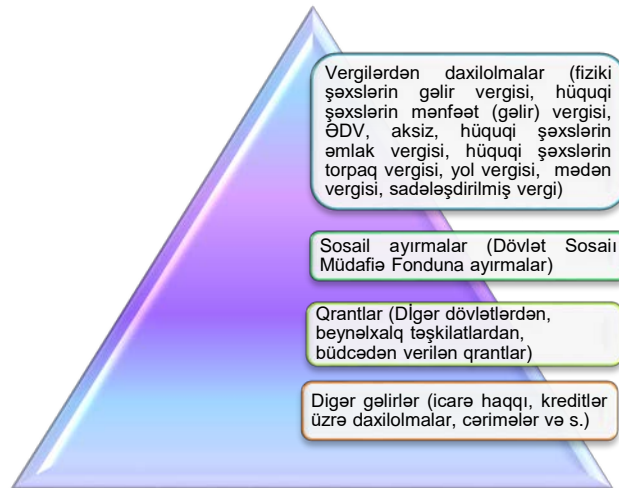 Vergilərdən daxilolmalar (fiziki
şəxslərin gəlir vergisi, hüquqi
şəxslərin mənfəət (gəlir) vergisi,
ƏDV, aksiz, hüquqi şəxslərin
əmlak vergisi, hüquqi şəxslərin
torpaq vergisi, yol vergisi, mədən
vergisi, sadələşdirilmiş vergi)
Sosail ayırmalar (Dövlət Sosail
Müdafiə Fonduna ayırmalar)
Qrantlar (Dİgər dövlətlərdən,
beynəlxalq təşkilatlardan,
büdcədən verilən qrantlar)
Digər gəlirlər (icarə haqqı, kreditlər
üzrə daxilolmalar, cərimələr və s.)